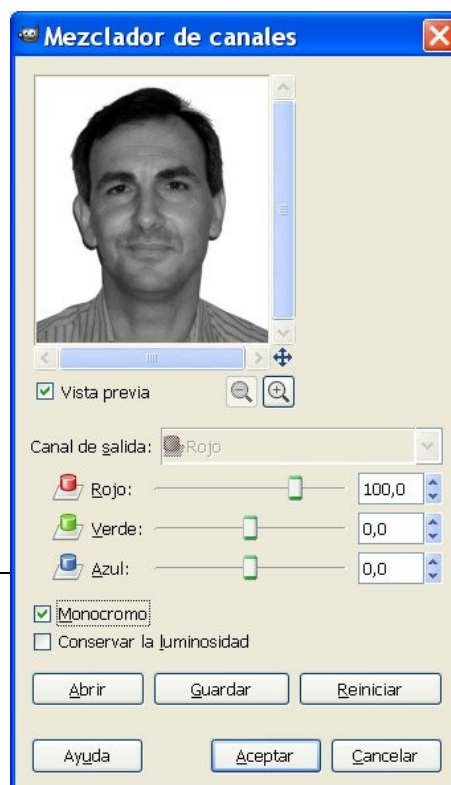 Mezclador de canales
Vista previa
Canal de salida: Rojo
Rojo: 100,0
Verde: 0,0
Azul: 0,0
Monocromo
Conservar la luminosidad
Abrir Guardar Reiniciar
Ayuda Aceptar Cancelar